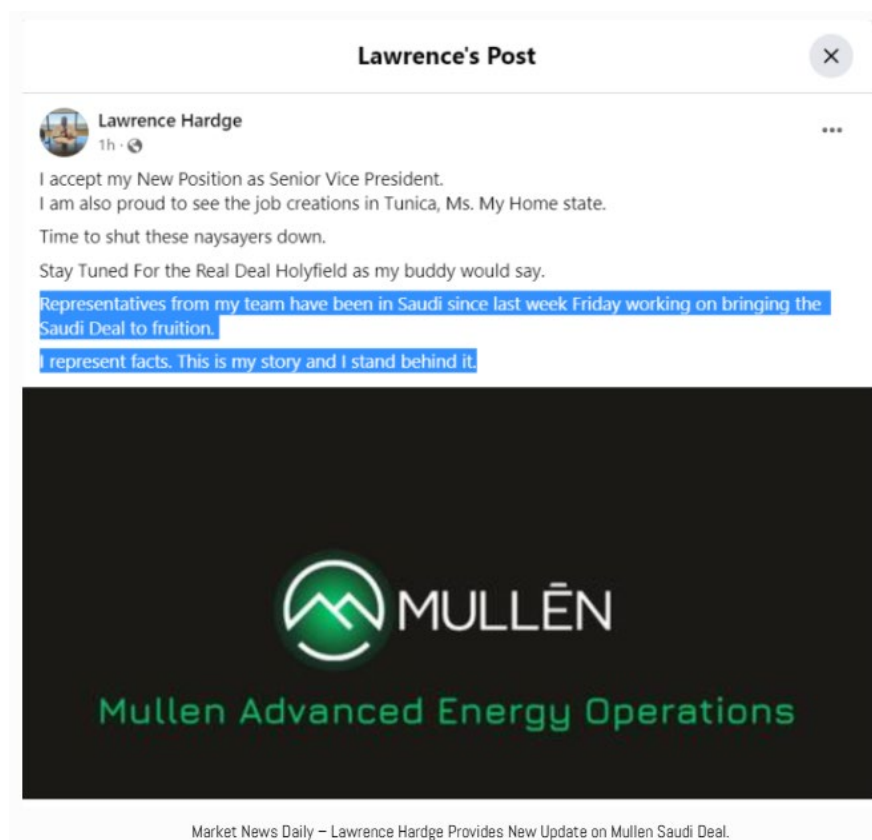 Lawrence's Post
Lawrence Hardge
1h ·
I accept my New Position as Senior Vice President.
I am also proud to see the job creations in Tunica, Ms. My Home state.
Time to shut these naysayers down.
Stay Tuned For the Real Deal Holyfield as my buddy would say.
Representatives from my team have been in Saudi since last week Friday working on bringing the
Saudi Deal to fruition.
I represent facts. This is my story and I stand behind it.
MULLĒN
Mullen Advanced Energy Operations
Market News Daily – Lawrence Hardge Provides New Update on Mullen Saudi Deal.